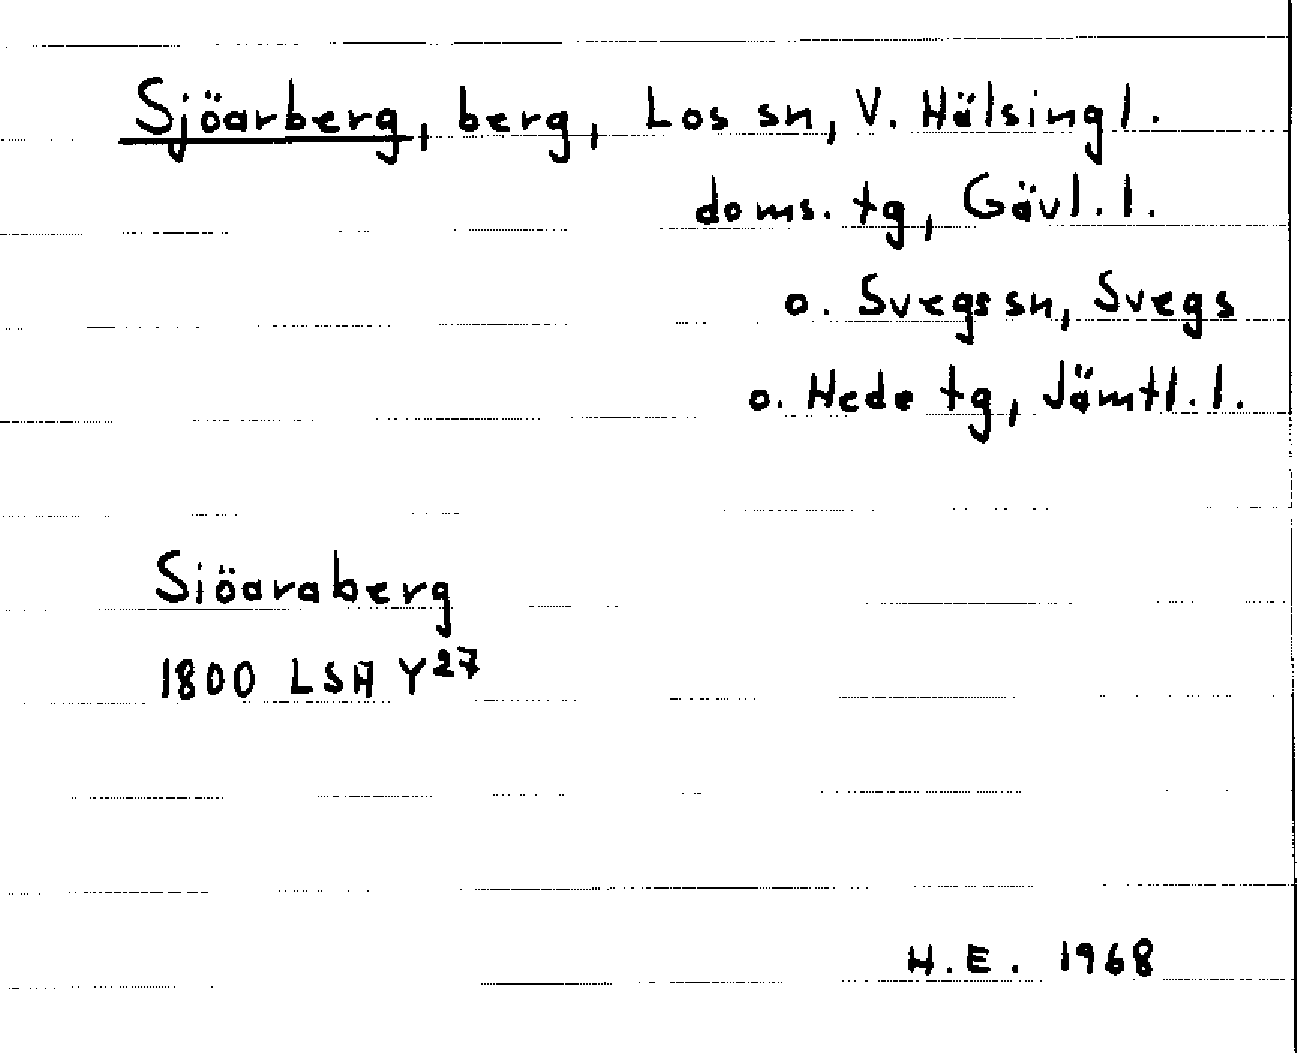 Sjöarberg, berg, Los sn, V. Hälsingl.
doms. tg, Gävl. l.
o. Svegs sn, Svegs
o. Hede tg, Jämtl. l.
Siöaraberg
1800 LSA Y27
H.E. 1968